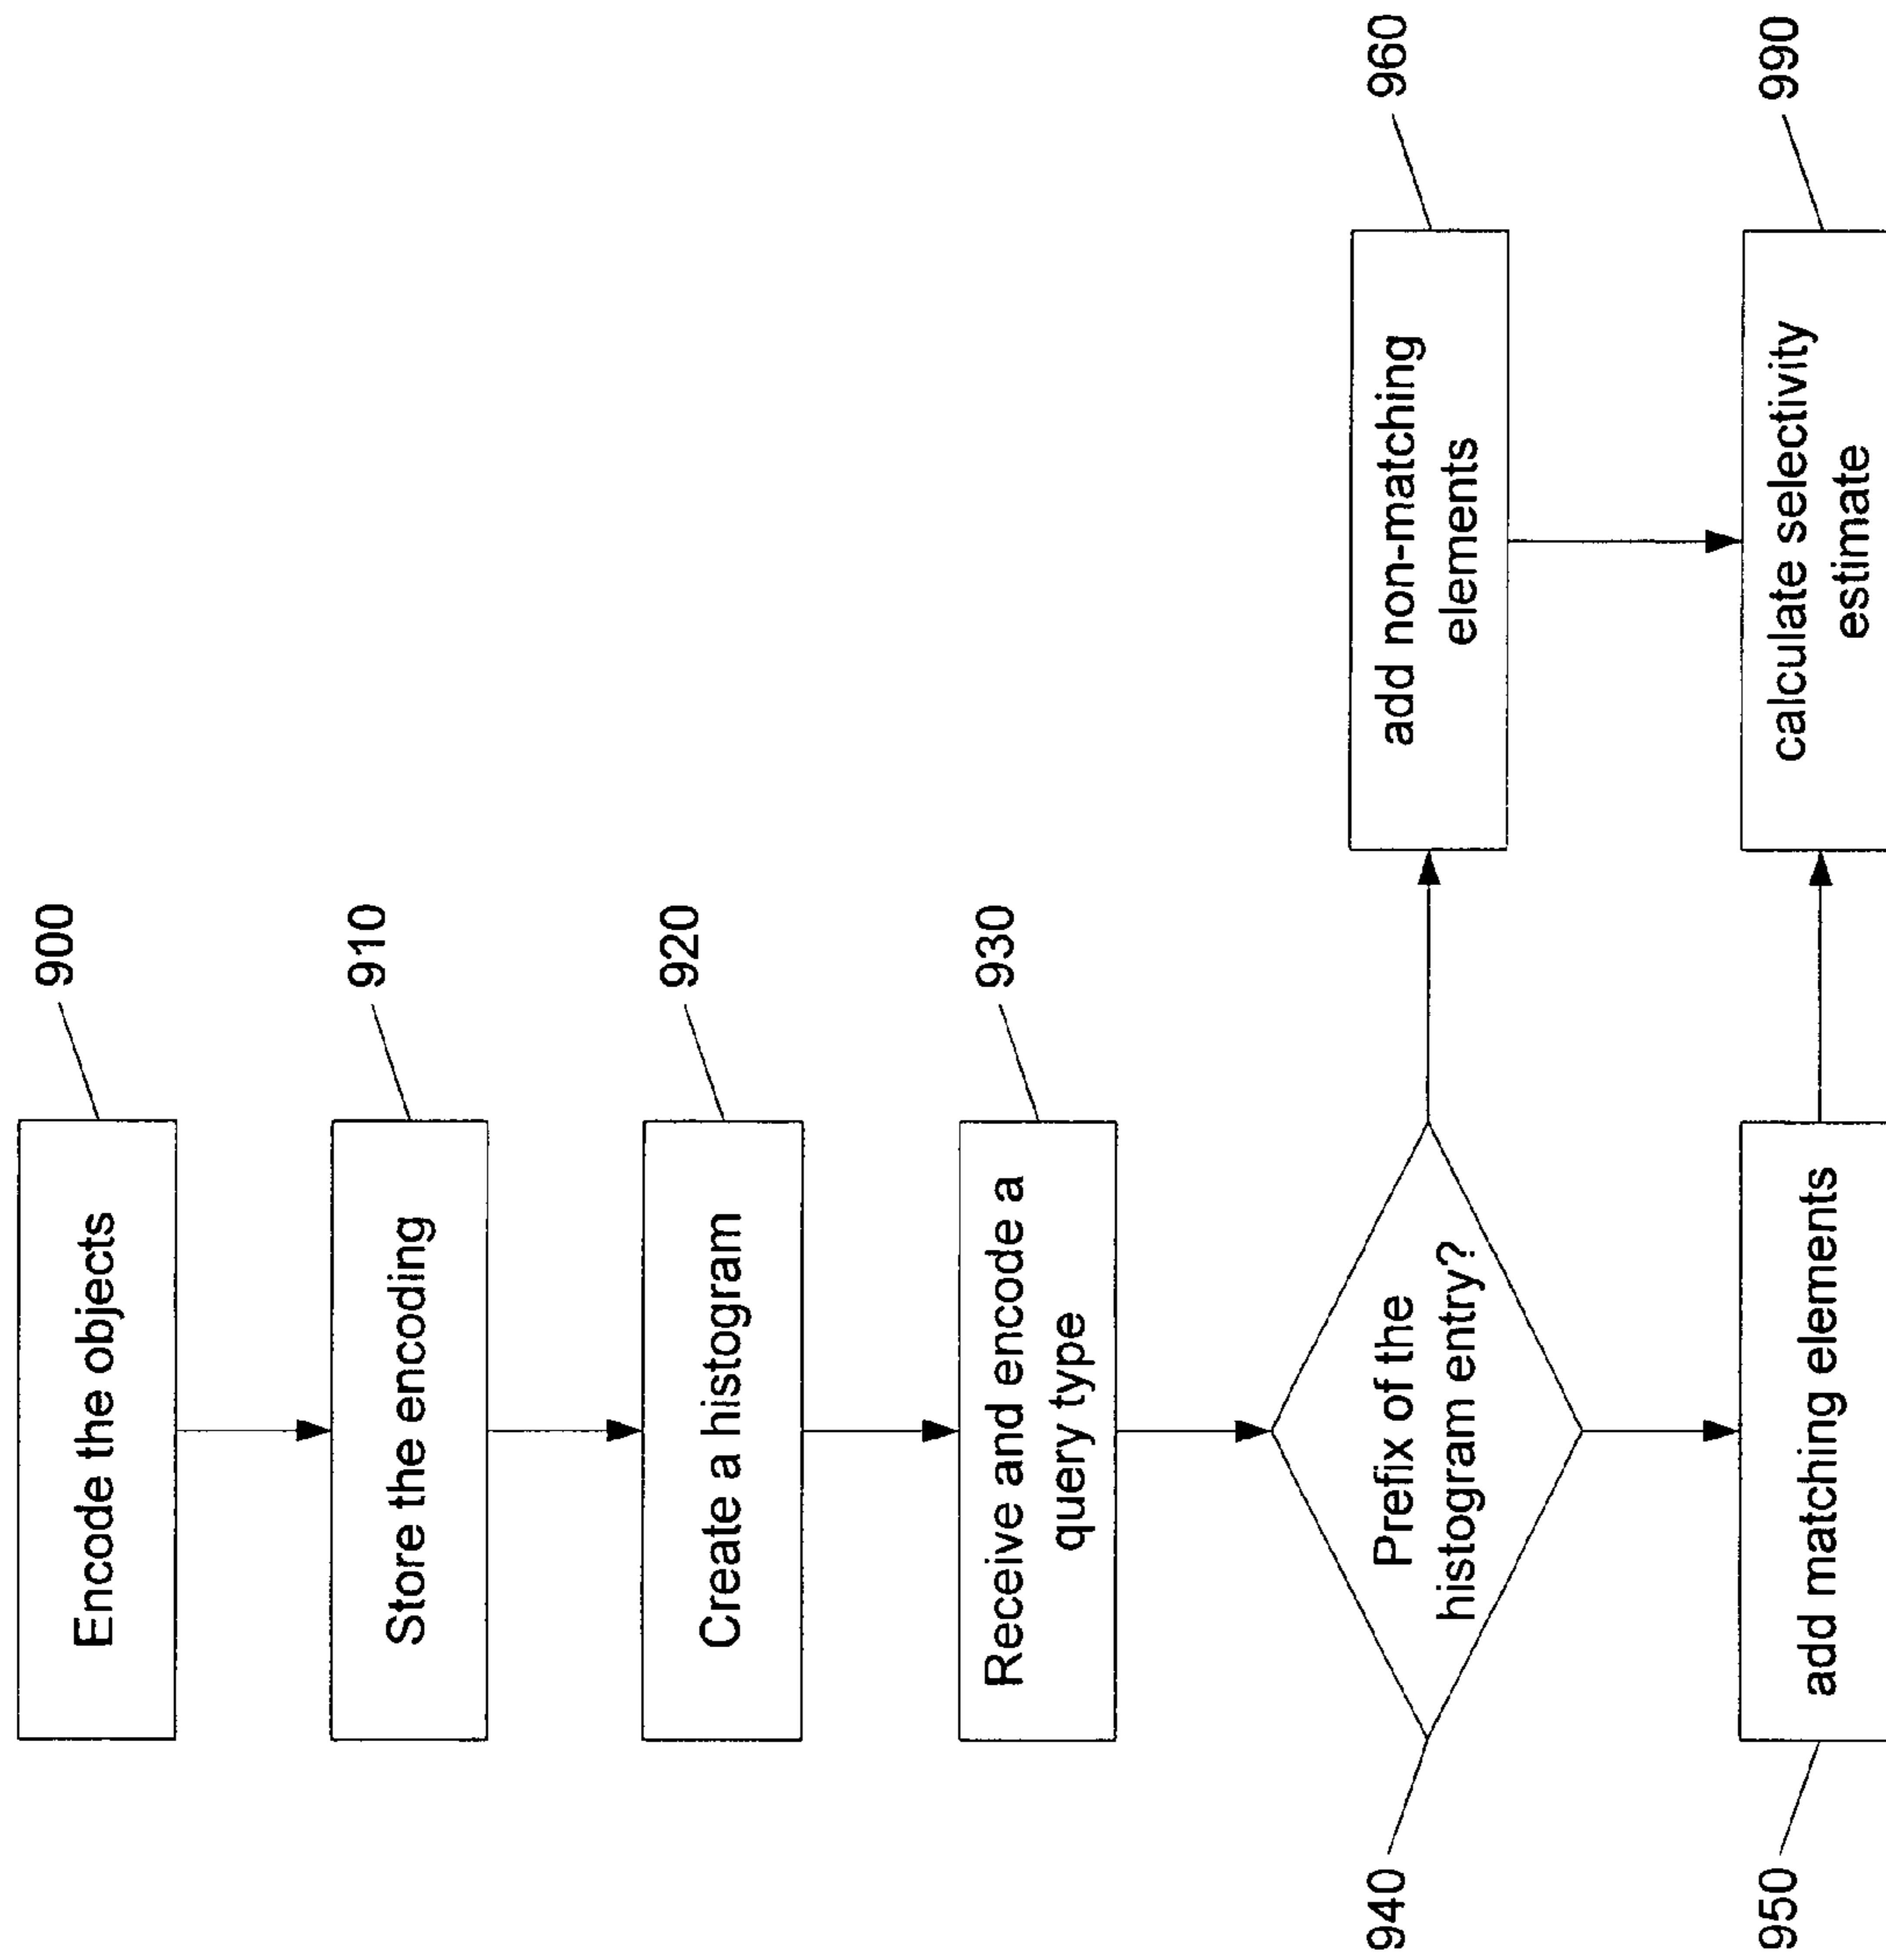 Encode the objects
900
Store the encoding
910
Create a histogram
920
Receive and encode a
query type
930
Prefix of the
histogram entry?
940
add non-matching
elements
960
add matching elements
950
calculate selectivity
estimate
990